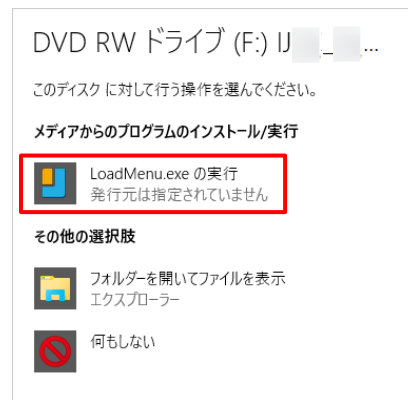 DVD RW ドライブ (F:) IJ _ ...
このディスク に対して行う操作を選んでください。
メディアからのプログラムのインストール/実行
LoadMenu.exe の実行
発行元は指定されていません
その他の選択肢
フォルダーを開いてファイルを表示
エクスプローラー
何もしない